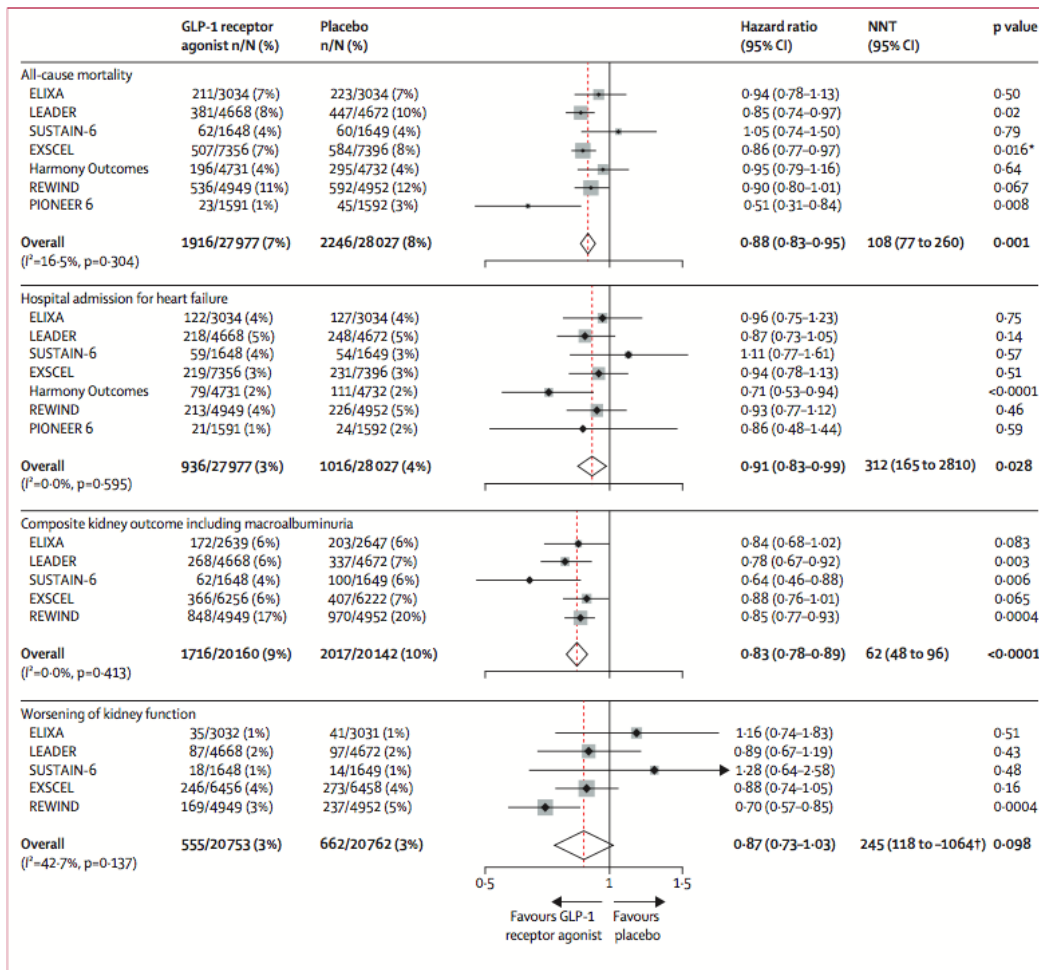 GLP-1 receptor agonist n/N (%) Placebo n/N (%) Hazard ratio (95% CI) NNT (95% CI) p value
All-cause mortality
ELIXA 211/3034 (7%) 223/3034 (7%) 0·94 (0·78–1·13) 0·50
LEADER 381/4668 (8%) 447/4672 (10%) 0·85 (0·74–0·97) 0·02
SUSTAIN-6 62/1648 (4%) 60/1649 (4%) 1·05 (0·74–1·50) 0·79
EXSCEL 507/7356 (7%) 584/7396 (8%) 0·86 (0·77–0·97) 0·016*
Harmony Outcomes 196/4731 (4%) 295/4732 (4%) 0·95 (0·79–1·16) 0·64
REWIND 536/4949 (11%) 592/4952 (12%) 0·90 (0·80–1·01) 0·067
PIONEER 6 23/1591 (1%) 45/1592 (3%) 0·51 (0·31–0·84) 0·008
Overall 1916/27977 (7%) 2246/28027 (8%) 0·88 (0·83–0·95) 108 (77 to 260) 0·001
(I²=16·5%, p=0·304)
Hospital admission for heart failure
ELIXA 122/3034 (4%) 127/3034 (4%) 0·96 (0·75–1·23) 0·75
LEADER 218/4668 (5%) 248/4672 (5%) 0·87 (0·73–1·05) 0·14
SUSTAIN-6 59/1648 (4%) 54/1649 (3%) 1·11 (0·77–1·61) 0·57
EXSCEL 219/7356 (3%) 231/7396 (3%) 0·94 (0·78–1·13) 0·51
Harmony Outcomes 79/4731 (2%) 111/4732 (2%) 0·71 (0·53–0·94) <0·0001
REWIND 213/4949 (4%) 226/4952 (5%) 0·93 (0·77–1·12) 0·46
PIONEER 6 21/1591 (1%) 24/1592 (2%) 0·86 (0·48–1·44) 0·59
Overall 936/27977 (3%) 1016/28027 (4%) 0·91 (0·83–0·99) 312 (165 to 2810) 0·028
(I²=0·0%, p=0·595)
Composite kidney outcome including macroalbuminuria
ELIXA 172/2639 (6%) 203/2647 (6%) 0·84 (0·68–1·02) 0·083
LEADER 268/4668 (6%) 337/4672 (7%) 0·78 (0·67–0·92) 0·003
SUSTAIN-6 62/1648 (4%) 100/1649 (6%) 0·64 (0·46–0·88) 0·006
EXSCEL 366/6256 (6%) 407/6222 (7%) 0·88 (0·76–1·01) 0·065
REWIND 848/4949 (17%) 970/4952 (20%) 0·85 (0·77–0·93) 0·0004
Overall 1716/20160 (9%) 2017/20142 (10%) 0·83 (0·78–0·89) 62 (48 to 96) <0·0001
(I²=0·0%, p=0·413)
Worsening of kidney function
ELIXA 35/3032 (1%) 41/3031 (1%) 1·16 (0·74–1·83) 0·51
LEADER 87/4668 (2%) 97/4672 (2%) 0·89 (0·67–1·19) 0·43
SUSTAIN-6 18/1648 (1%) 14/1649 (1%) 1·28 (0·64–2·58) 0·48
EXSCEL 246/6456 (4%) 273/6458 (4%) 0·88 (0·74–1·05) 0·16
REWIND 169/4949 (3%) 237/4952 (5%) 0·70 (0·57–0·85) 0·0004
Overall 555/20753 (3%) 662/20762 (3%) 0·87 (0·73–1·03) 245 (118 to –1064†) 0·098
(I²=42·7%, p=0·137)
0·5 1 1·5
Favours GLP-1 receptor agonist Favours placebo